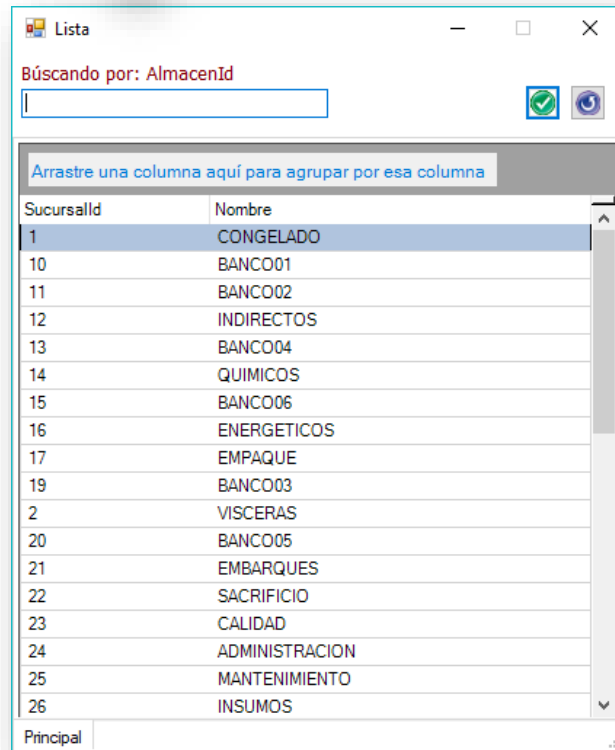 Lista
Búscando por: AlmacenId
Arrastre una columna aquí para agrupar por esa columna
SucursalId Nombre
1 CONGELADO
10 BANCO01
11 BANCO02
12 INDIRECTOS
13 BANCO04
14 QUIMICOS
15 BANCO06
16 ENERGETICOS
17 EMPAQUE
19 BANCO03
2 VISCERAS
20 BANCO05
21 EMBARQUES
22 SACRIFICIO
23 CALIDAD
24 ADMINISTRACION
25 MANTENIMIENTO
26 INSUMOS
Principal